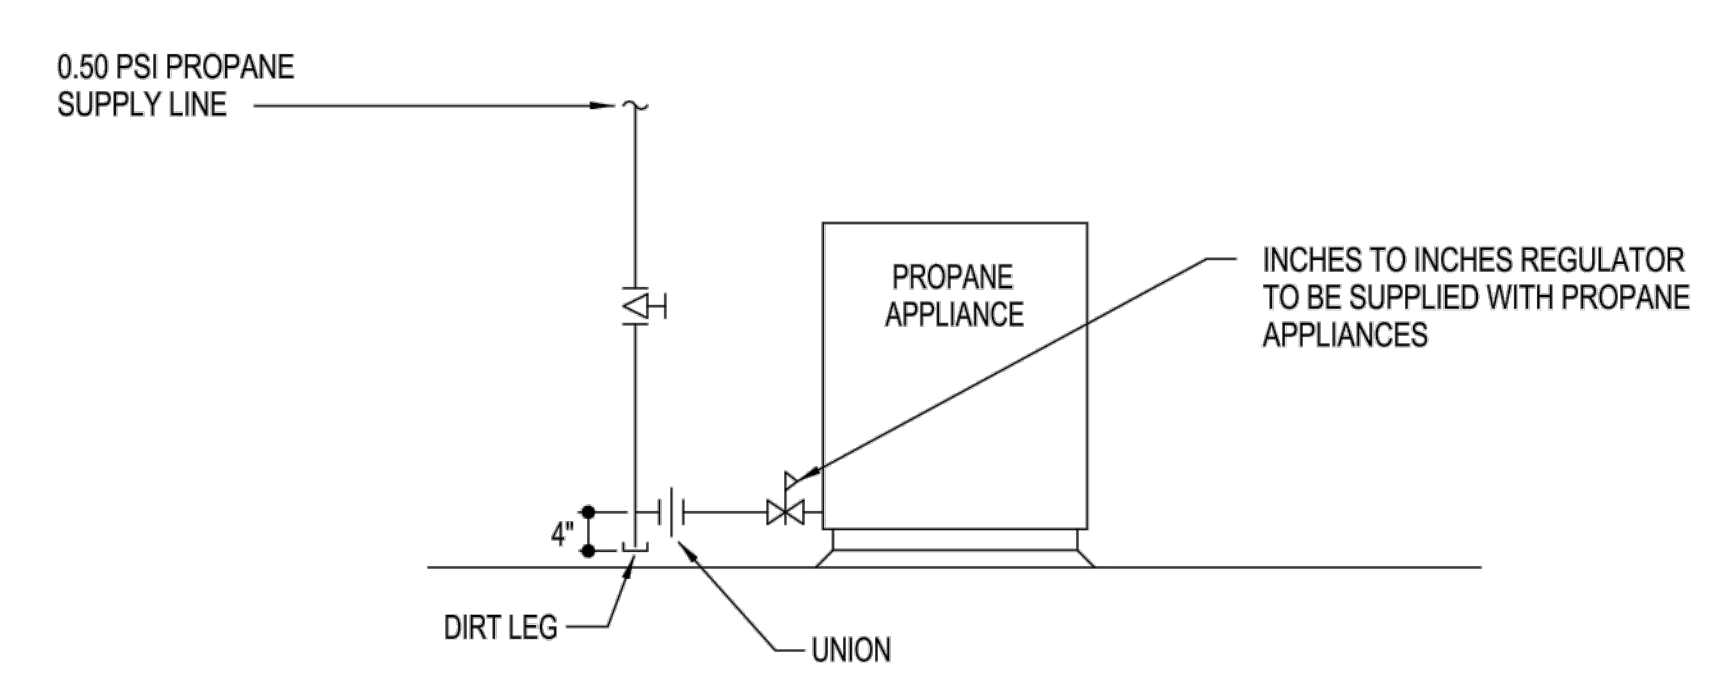 0.50 PSI PROPANE
SUPPLY LINE
PROPANE
APPLIANCE
INCHES TO INCHES REGULATOR
TO BE SUPPLIED WITH PROPANE
APPLIANCES
4"
DIRT LEG
UNION